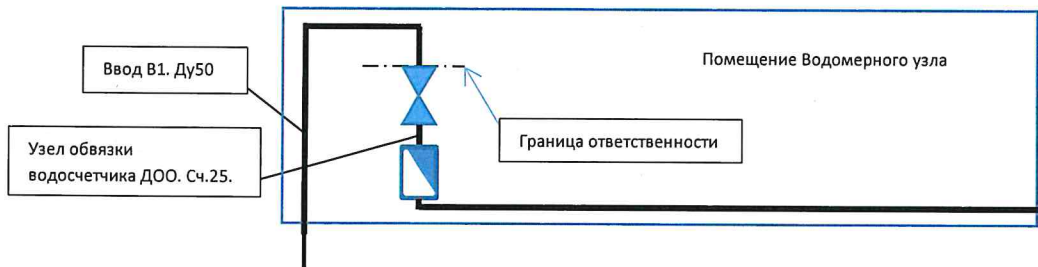 Ввод В1. Ду50
Помещение Водомерного узла
Узел обвязки
водосчетчика ДОО. Сч.25.
Граница ответственности